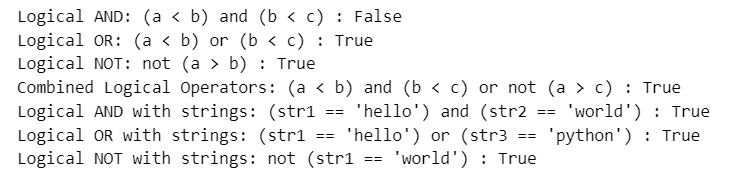 Logical AND: (a < b) and (b < c) : False
Logical OR: (a < b) or (b < c) : True
Logical NOT: not (a > b) : True
Combined Logical Operators: (a < b) and (b < c) or not (a > c) : True
Logical AND with strings: (str1 == 'hello') and (str2 == 'world') : True
Logical OR with strings: (str1 == 'hello') or (str3 == 'python') : True
Logical NOT with strings: not (str1 == 'world') : True